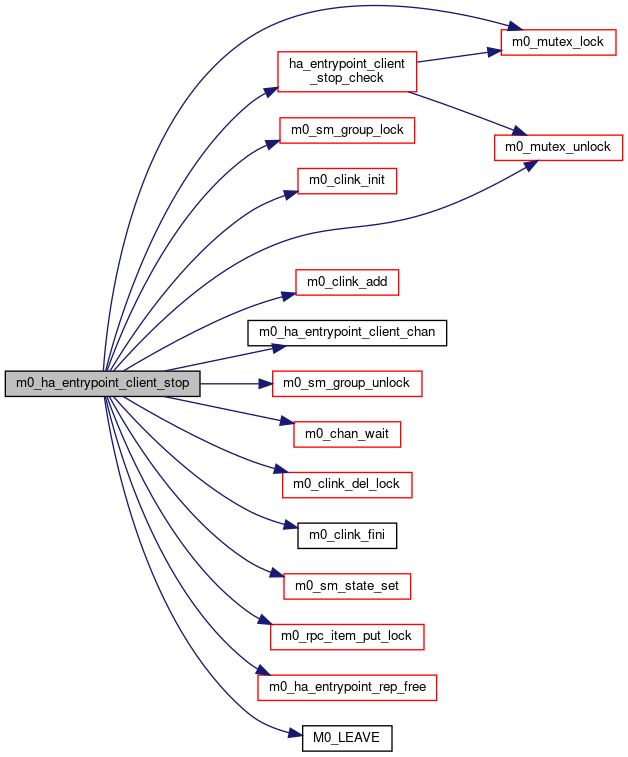 m0_mutex_lock
ha_entrypoint_client
_stop_check
m0_sm_group_lock
m0_mutex_unlock
m0_clink_init
m0_clink_add
m0_ha_entrypoint_client_chan
m0_ha_entrypoint_client_stop
m0_sm_group_unlock
m0_chan_wait
m0_clink_del_lock
m0_clink_fini
m0_sm_state_set
m0_rpc_item_put_lock
m0_ha_entrypoint_rep_free
M0_LEAVE